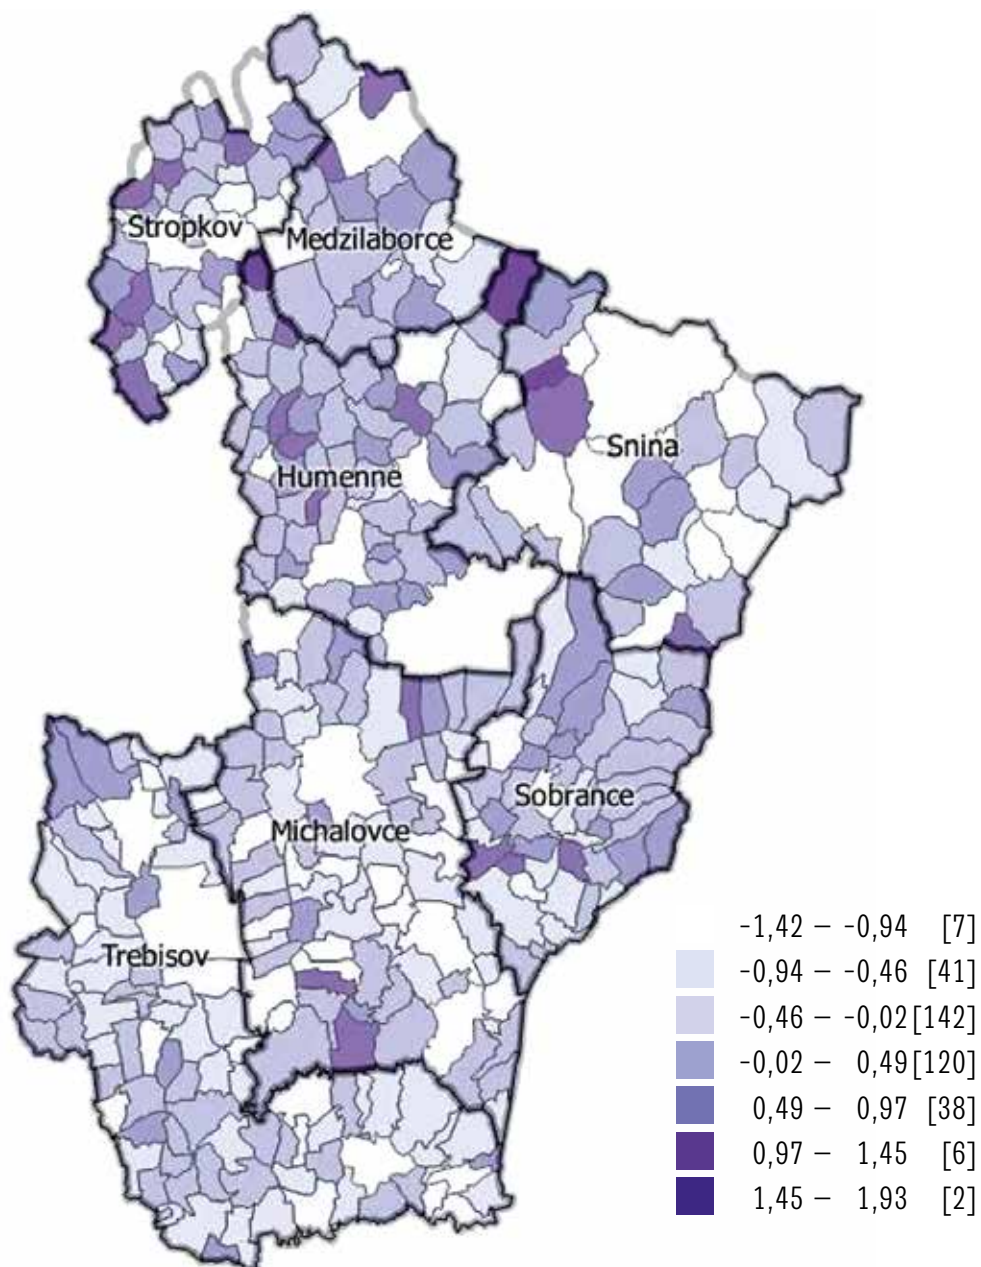 Stropkov
Medzilaborce
Snina
Humenne
Sobrance
Michalovce
Trebisov
-1,42 – -0,94 [7]
-0,94 – -0,46 [41]
-0,46 – -0,02 [142]
-0,02 – 0,49 [120]
0,49 – 0,97 [38]
0,97 – 1,45 [6]
1,45 – 1,93 [2]